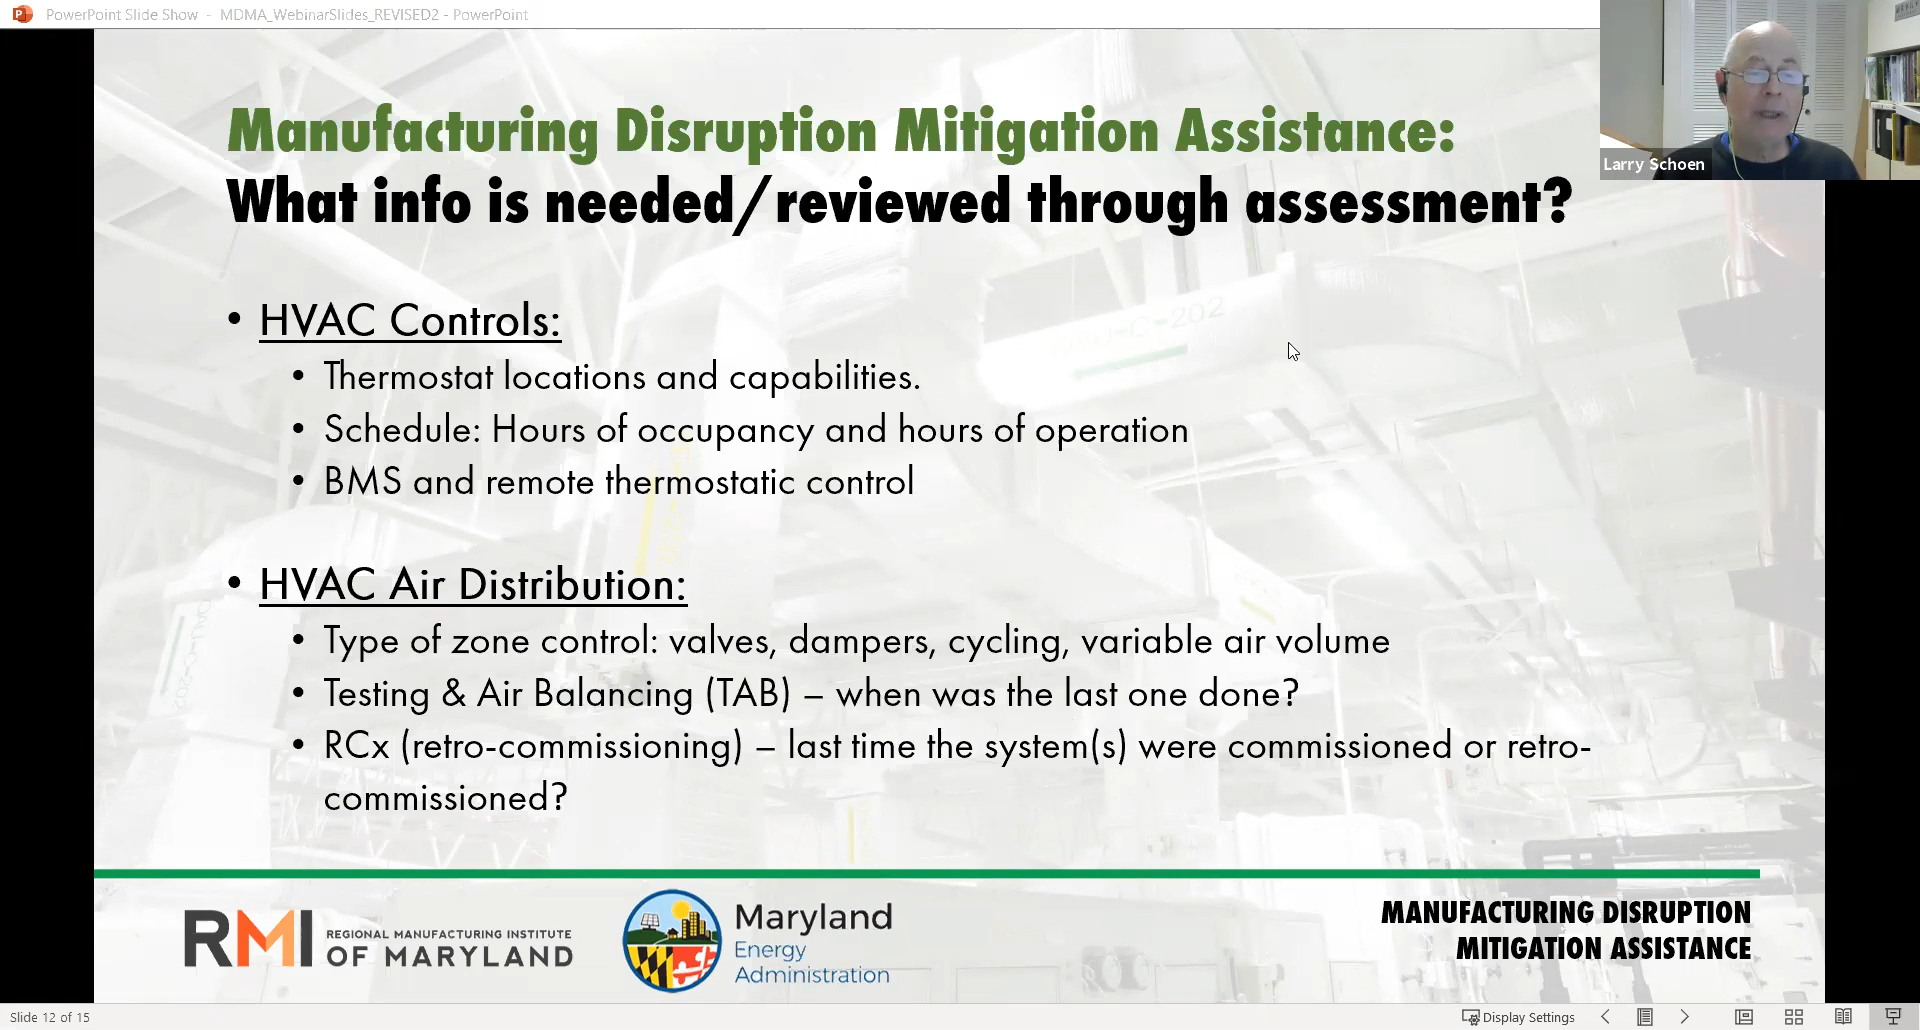 PowerPoint Slide Show - MDMA_WebinarSlides_REVISED2 - PowerPoint
Larry Schoen
Manufacturing Disruption Mitigation Assistance:
What info is needed/reviewed through assessment?
• HVAC Controls:
• Thermostat locations and capabilities.
• Schedule: Hours of occupancy and hours of operation
• BMS and remote thermostatic control
• HVAC Air Distribution:
• Type of zone control: valves, dampers, cycling, variable air volume
• Testing & Air Balancing (TAB) – when was the last one done?
• RCx (retro-commissioning) – last time the system(s) were commissioned or retro-
commissioned?
RMI REGIONAL MANUFACTURING INSTITUTE
OF MARYLAND
Maryland
Energy
Administration
MANUFACTURING DISRUPTION
MITIGATION ASSISTANCE
Slide 12 of 15
Display Settings